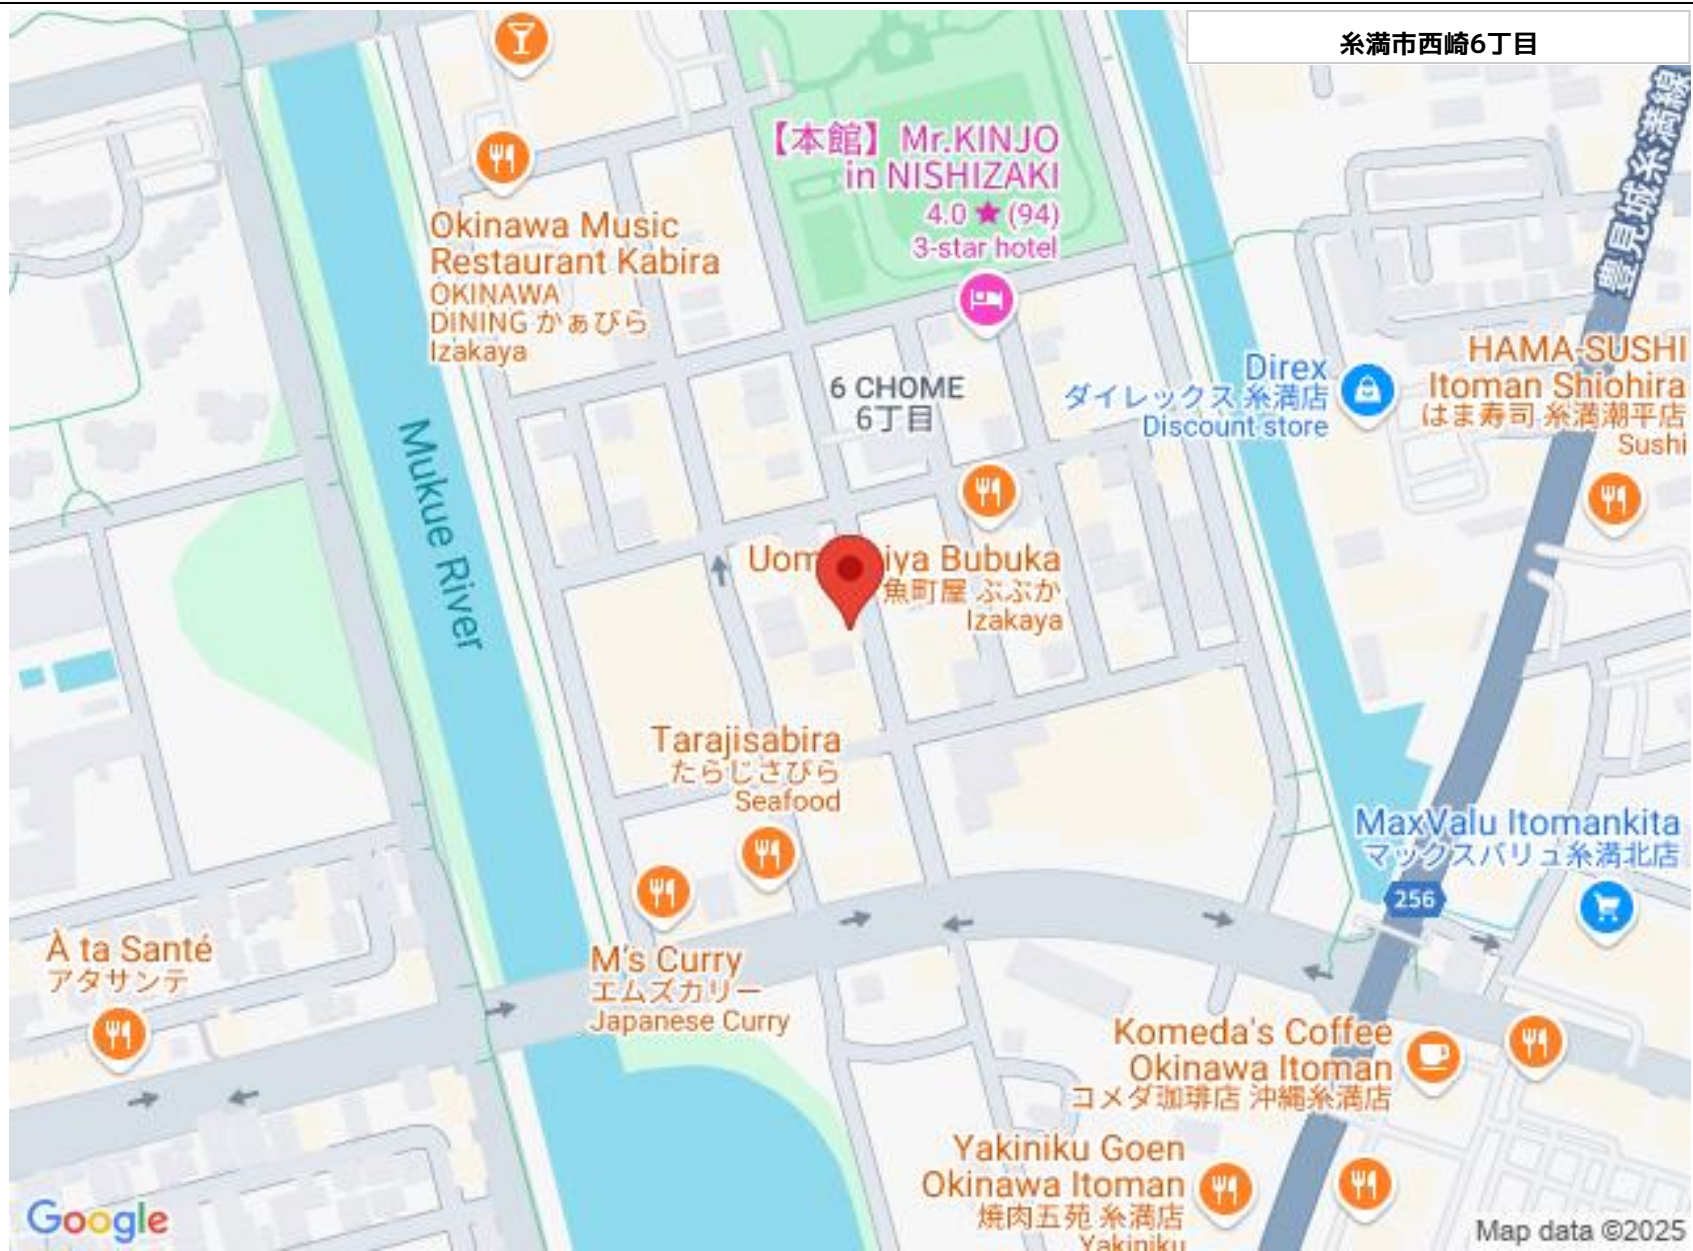 糸満市西崎6丁目
豊見城糸満線
【本館】Mr.KINJO
in NISHIZAKI
4.0 ★ (94)
3-star hotel
Okinawa Music
Restaurant Kabira
OKINAWA
DINING かぁびら
Izakaya
6 CHOME
6丁目
Direx
ダイレックス 糸満店
Discount store
HAMA-SUSHI
Itoman Shiohira
はま寿司 糸満潮平店
Sushi
Mukue River
Bubuka
魚町屋 ぶぶか
Izakaya
Tarajisabira
たらじさびら
Seafood
MaxValu Itomankita
マックスバリュ糸満北店
256
À ta Santé
アタサンテ
M's Curry
エムズカリー
Japanese Curry
Komeda's Coffee
Okinawa Itoman
コメダ珈琲店 沖縄糸満店
Yakiniku Goen
Okinawa Itoman
焼肉五苑 糸満店
Yakiniku
Google
Map data ©2025